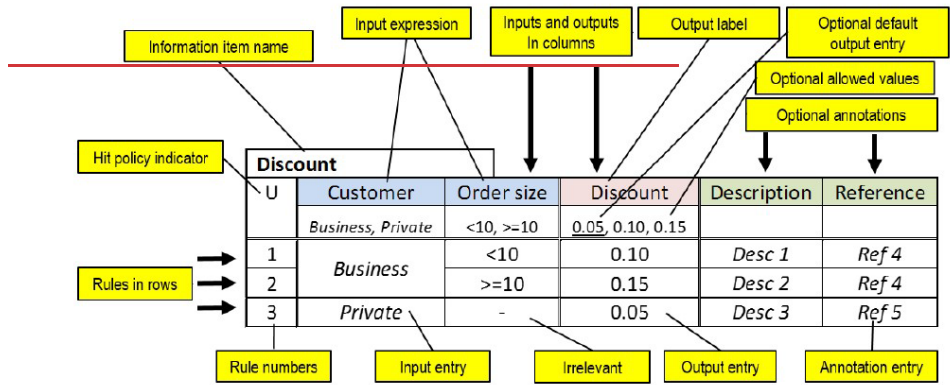 Input expression
Inputs and outputs
In columns
Output label
Optional default
output entry
Information item name
Optional allowed values
Optional annotations
Hit policy indicator
Discount
U Customer Order size Discount Description Reference
Business, Private <10, >=10 0.05, 0.10, 0.15
1 Business <10 0.10 Desc 1 Ref 4
2 >=10 0.15 Desc 2 Ref 4
3 Private - 0.05 Desc 3 Ref 5
Rules in rows
Rule numbers
Input entry
Irrelevant
Output entry
Annotation entry